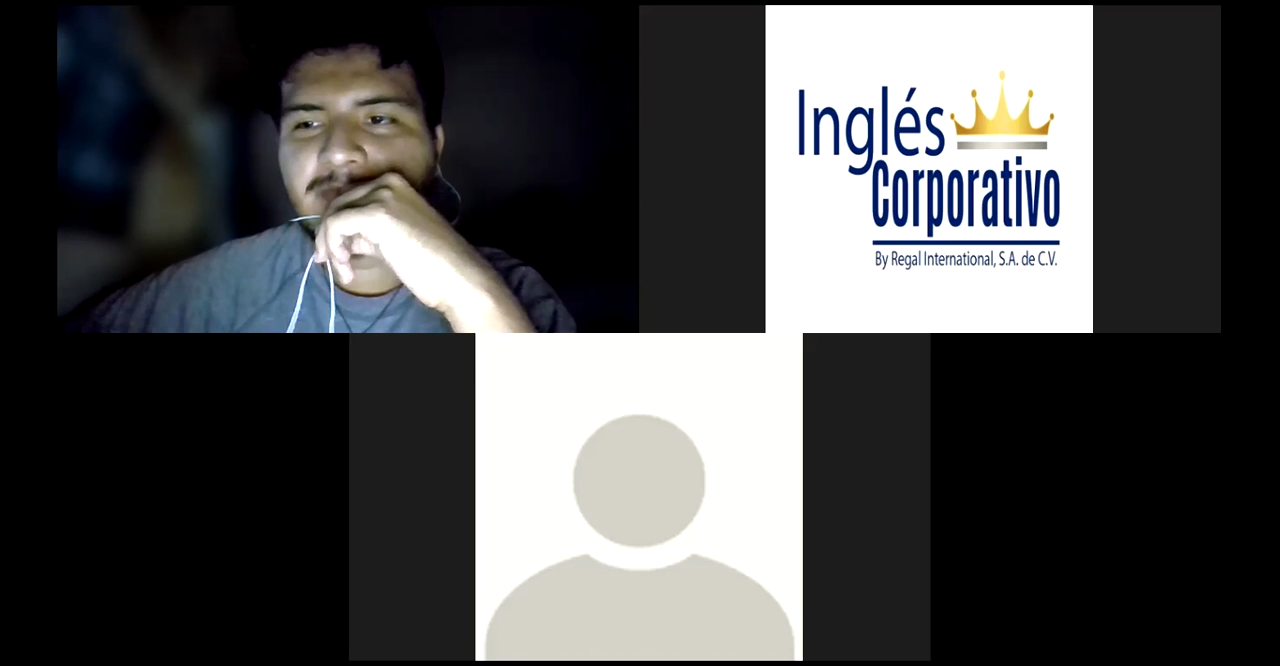 Inglés
Corporativo
By Regal International, S.A. de C.V.